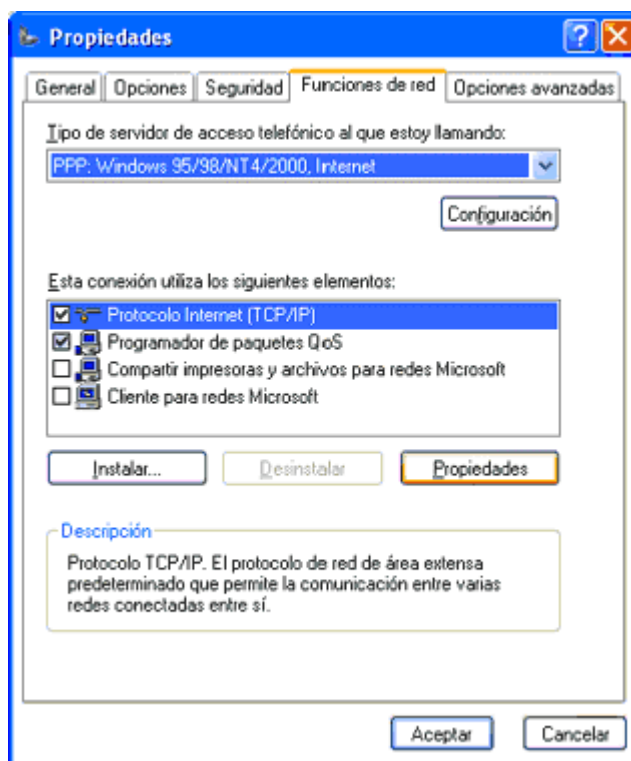 Propiedades
General Opciones Seguridad Funciones de red Opciones avanzadas
Tipo de servidor de acceso telefónico al que estoy llamando:
PPP: Windows 95/98/NT4/2000, Internet
Configuración
Esta conexión utiliza los siguientes elementos:
Protocolo Internet (TCP/IP)
Programador de paquetes QoS
Compartir impresoras y archivos para redes Microsoft
Cliente para redes Microsoft
Instalar... Desinstalar Propiedades
Descripción
Protocolo TCP/IP. El protocolo de red de área extensa
predeterminado que permite la comunicación entre varias
redes conectadas entre sí.
Aceptar Cancelar